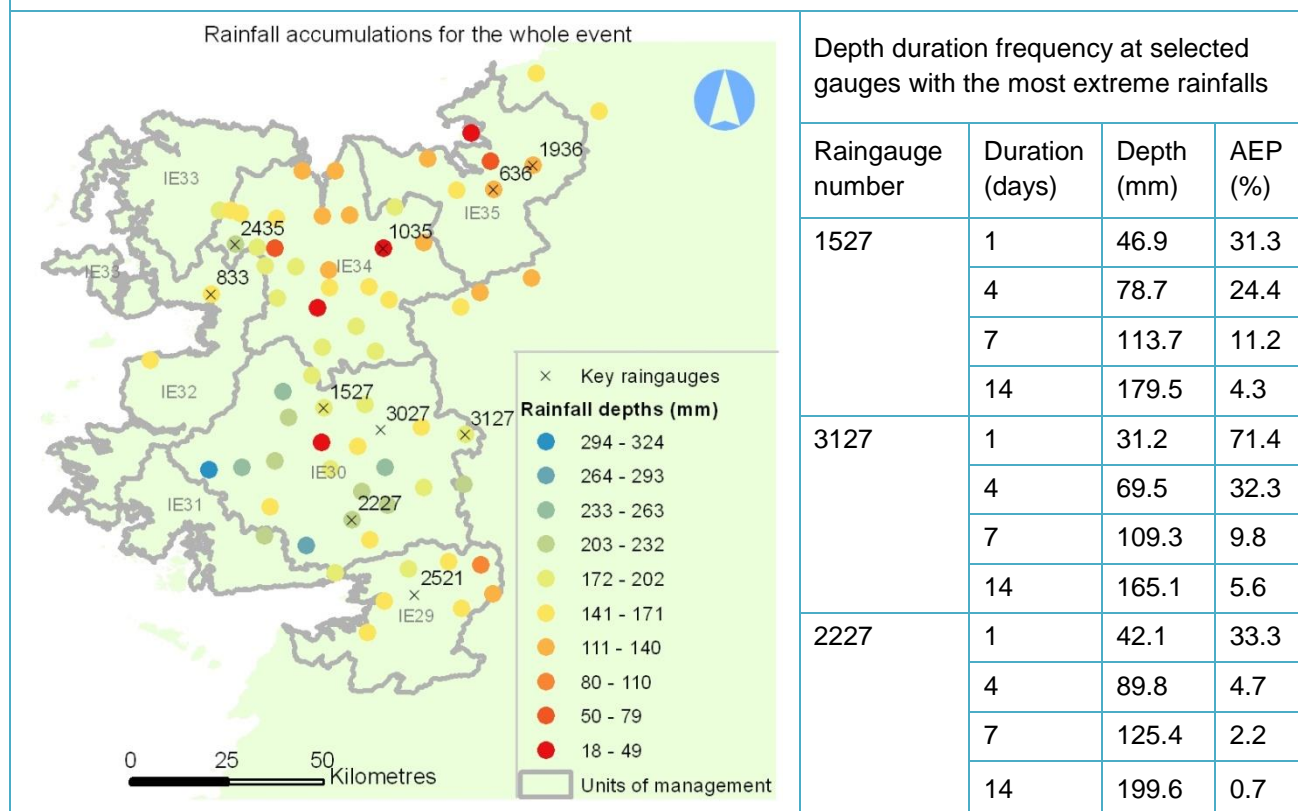 Rainfall accumulations for the whole event
1936
636
IE33
IE35
2435
1035
IE34
IE33
833
IE32
1527
3027
3127
IE30
IE31
2227
2521
IE29
× Key raingauges
Rainfall depths (mm)
294 - 324
264 - 293
233 - 263
203 - 232
172 - 202
141 - 171
111 - 140
80 - 110
50 - 79
18 - 49
Units of management
0 25 50
Kilometres
Depth duration frequency at selected
gauges with the most extreme rainfalls
Raingauge Duration Depth AEP
number (days) (mm) (%)
1527 1 46.9 31.3
4 78.7 24.4
7 113.7 11.2
14 179.5 4.3
3127 1 31.2 71.4
4 69.5 32.3
7 109.3 9.8
14 165.1 5.6
2227 1 42.1 33.3
4 89.8 4.7
7 125.4 2.2
14 199.6 0.7